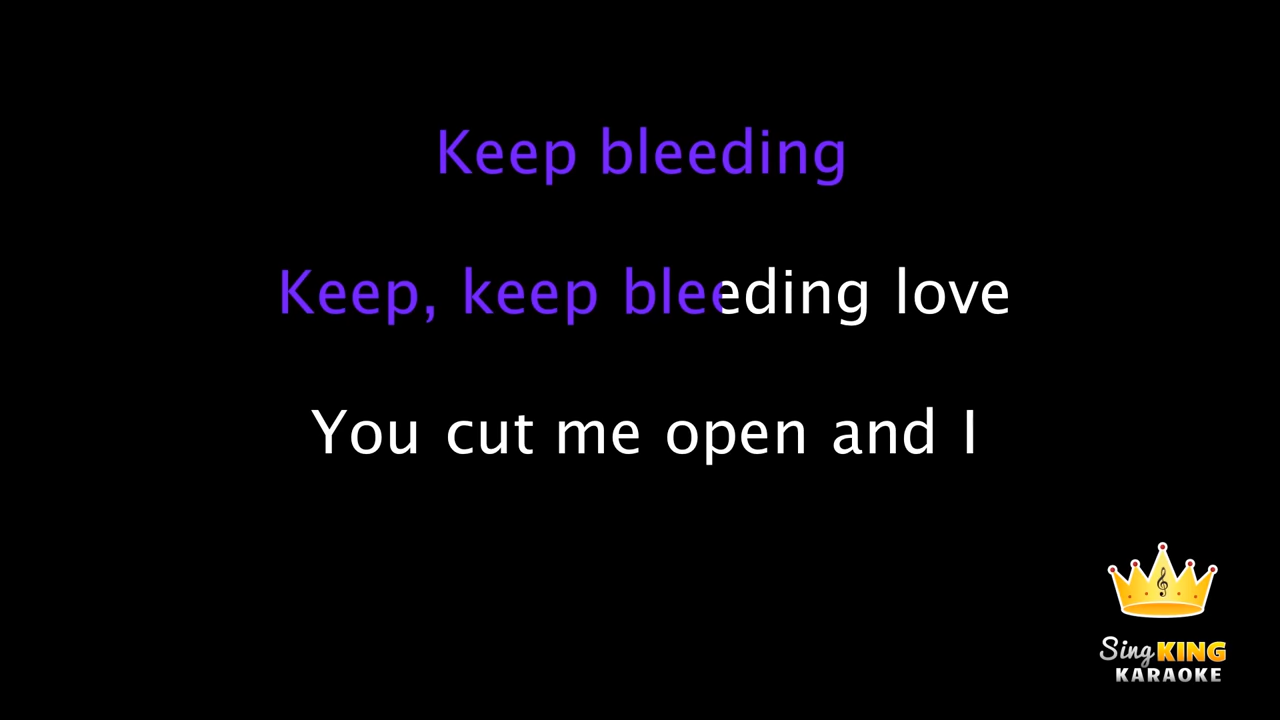 Keep bleeding
Keep, keep bleeding love
You cut me open and I
Sing KING
KARAOKE